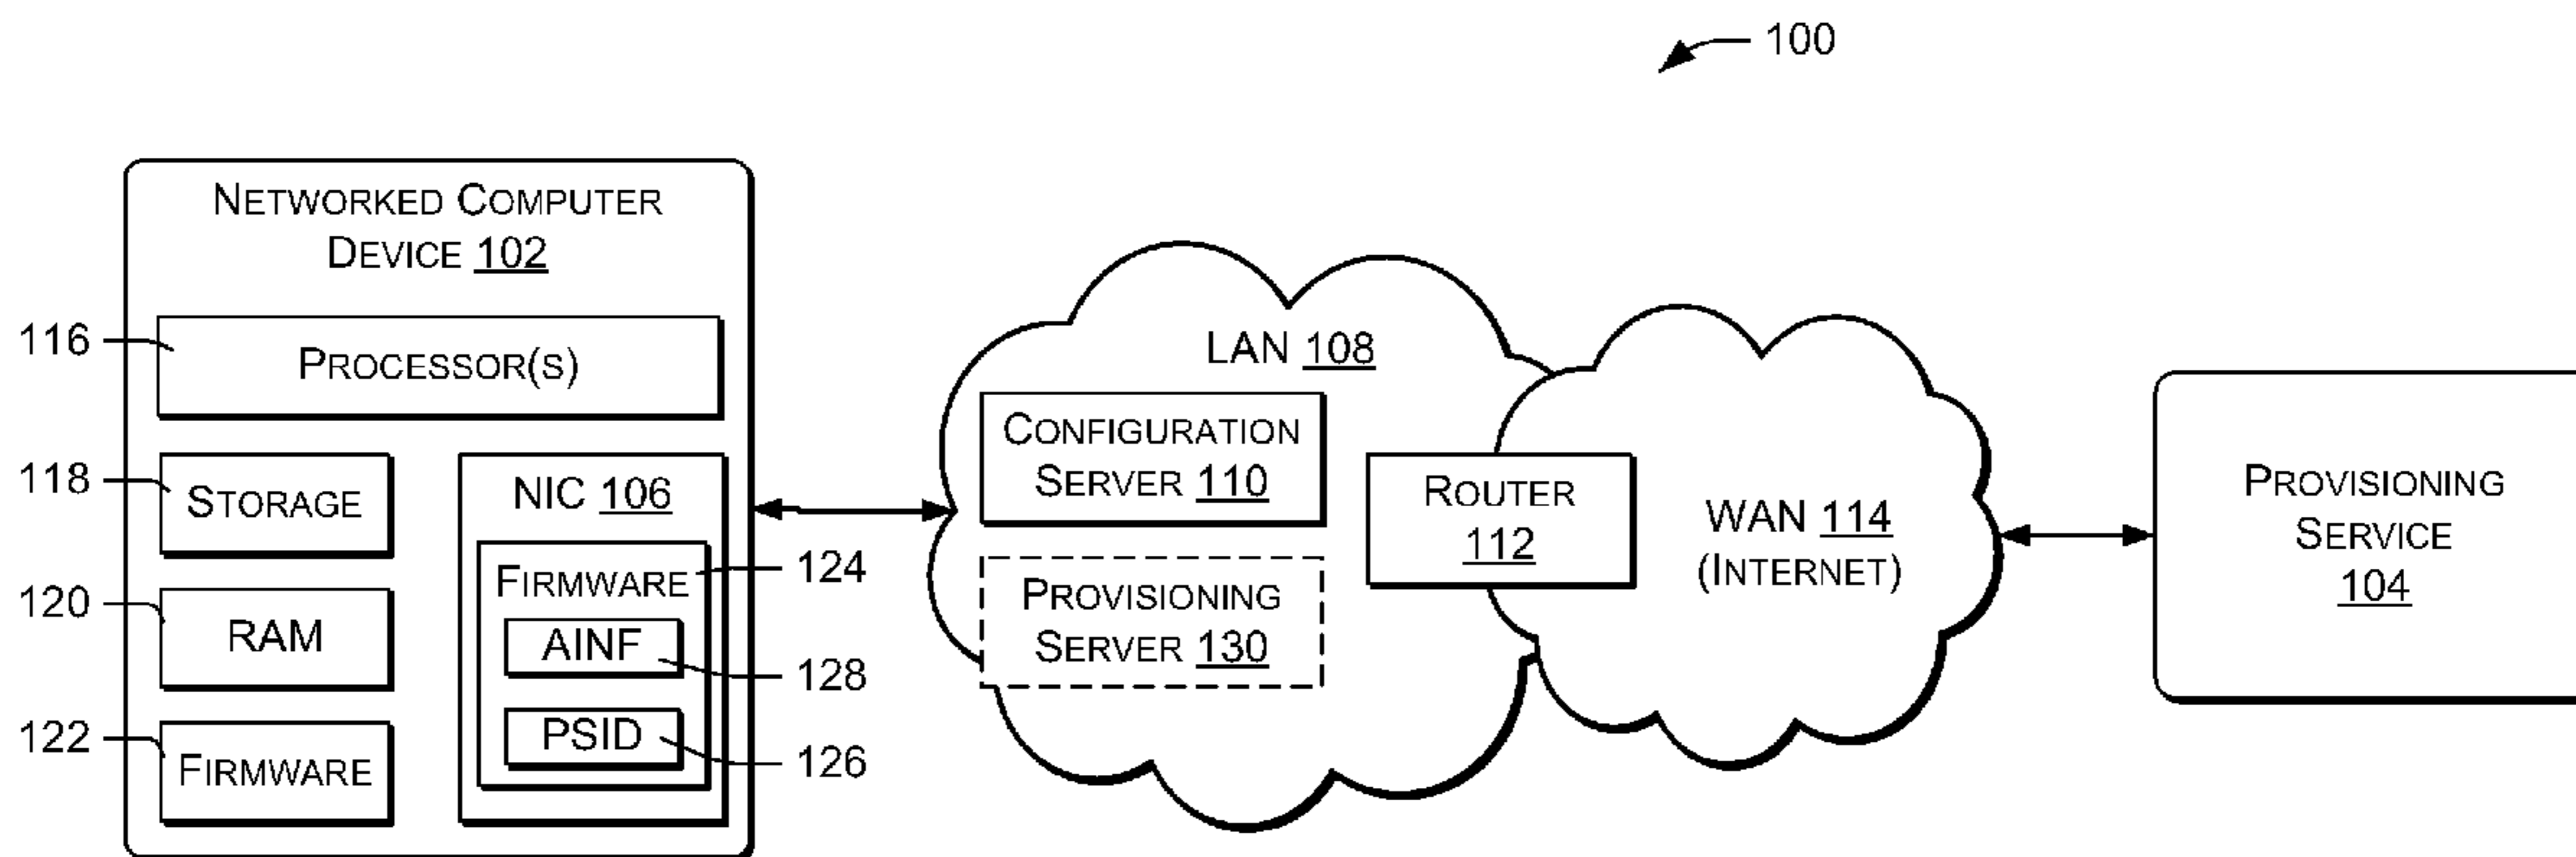 100
NETWORKED COMPUTER
DEVICE 102
116
PROCESSOR(S)
118
STORAGE
120
RAM
122
FIRMWARE
NIC 106
FIRMWARE
124
AINF
128
PSID
126
LAN 108
CONFIGURATION
SERVER 110
PROVISIONING
SERVER 130
ROUTER
112
WAN 114
(INTERNET)
PROVISIONING
SERVICE
104